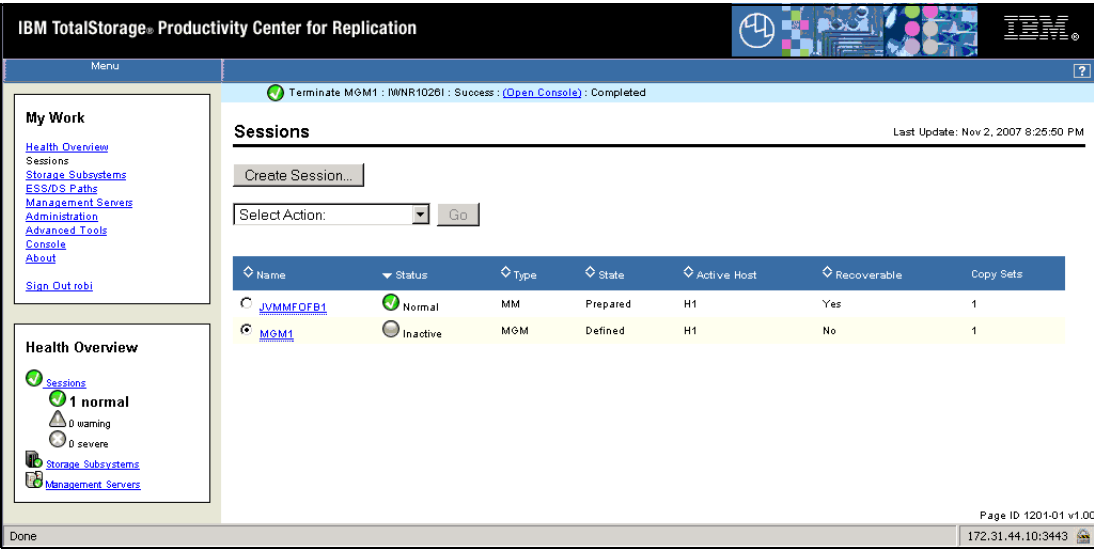 IBM TotalStorage® Productivity Center for Replication
IBM®
Menu
?
Terminate MGM1 : IWNR1026I : Success : (Open Console) : Completed
My Work
Health Overview
Sessions
Storage Subsystems
ESS/DS Paths
Management Servers
Administration
Advanced Tools
Console
About
Sign Out robi
Health Overview
Sessions
1 normal
0 warning
0 severe
Storage Subsystems
Management Servers
Sessions
Last Update: Nov 2, 2007 8:25:50 PM
Create Session...
Select Action: Go
Name Status Type State Active Host Recoverable Copy Sets
JVMMFOFB1 Normal MM Prepared H1 Yes 1
MGM1 Inactive MGM Defined H1 No 1
Page ID 1201-01 v1.00
Done 172.31.44.10:3443